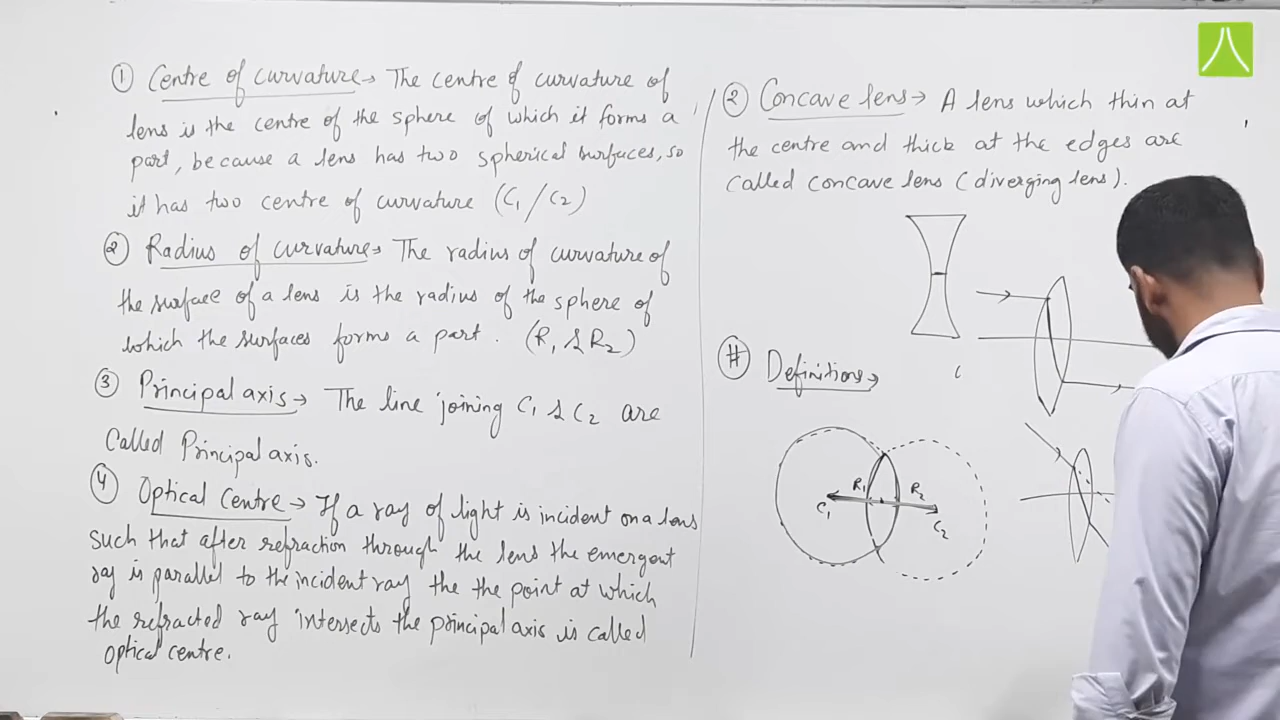 ① Centre of curvature → The centre of curvature of
lens is the centre of the sphere of which it forms a
part, because a lens has two spherical surfaces, so
it has two centre of curvature (C₁/C₂)
② Radius of curvature → The radius of curvature of
the surface of a lens is the radius of the sphere of
which the surfaces forms a part. (R₁ & R₂)
③ Principal axis → The line joining C₁ & C₂ are
Called Principal axis.
④ Optical Centre → If a ray of light is incident on a lens
such that after refraction through the lens the emergent
ray is parallel to the incident ray the the point at which
the refracted ray intersects the principal axis is called
optical centre.
② Concave lens → A lens which thin at
the centre and thick at the edges are
called concave lens (diverging lens).
# Definitions →
R₁
R₂
C₁
C₂